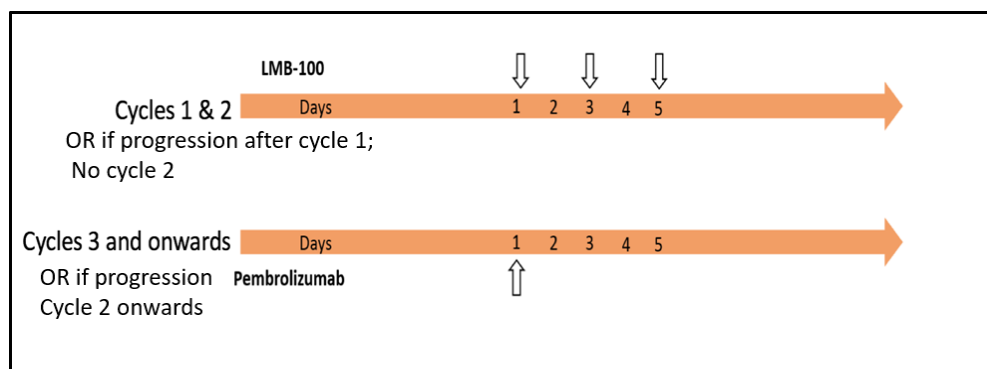 LMB-100
Cycles 1 & 2 Days 1 2 3 4 5
OR if progression after cycle 1;
No cycle 2
Cycles 3 and onwards Days 1 2 3 4 5
OR if progression Pembrolizumab
Cycle 2 onwards